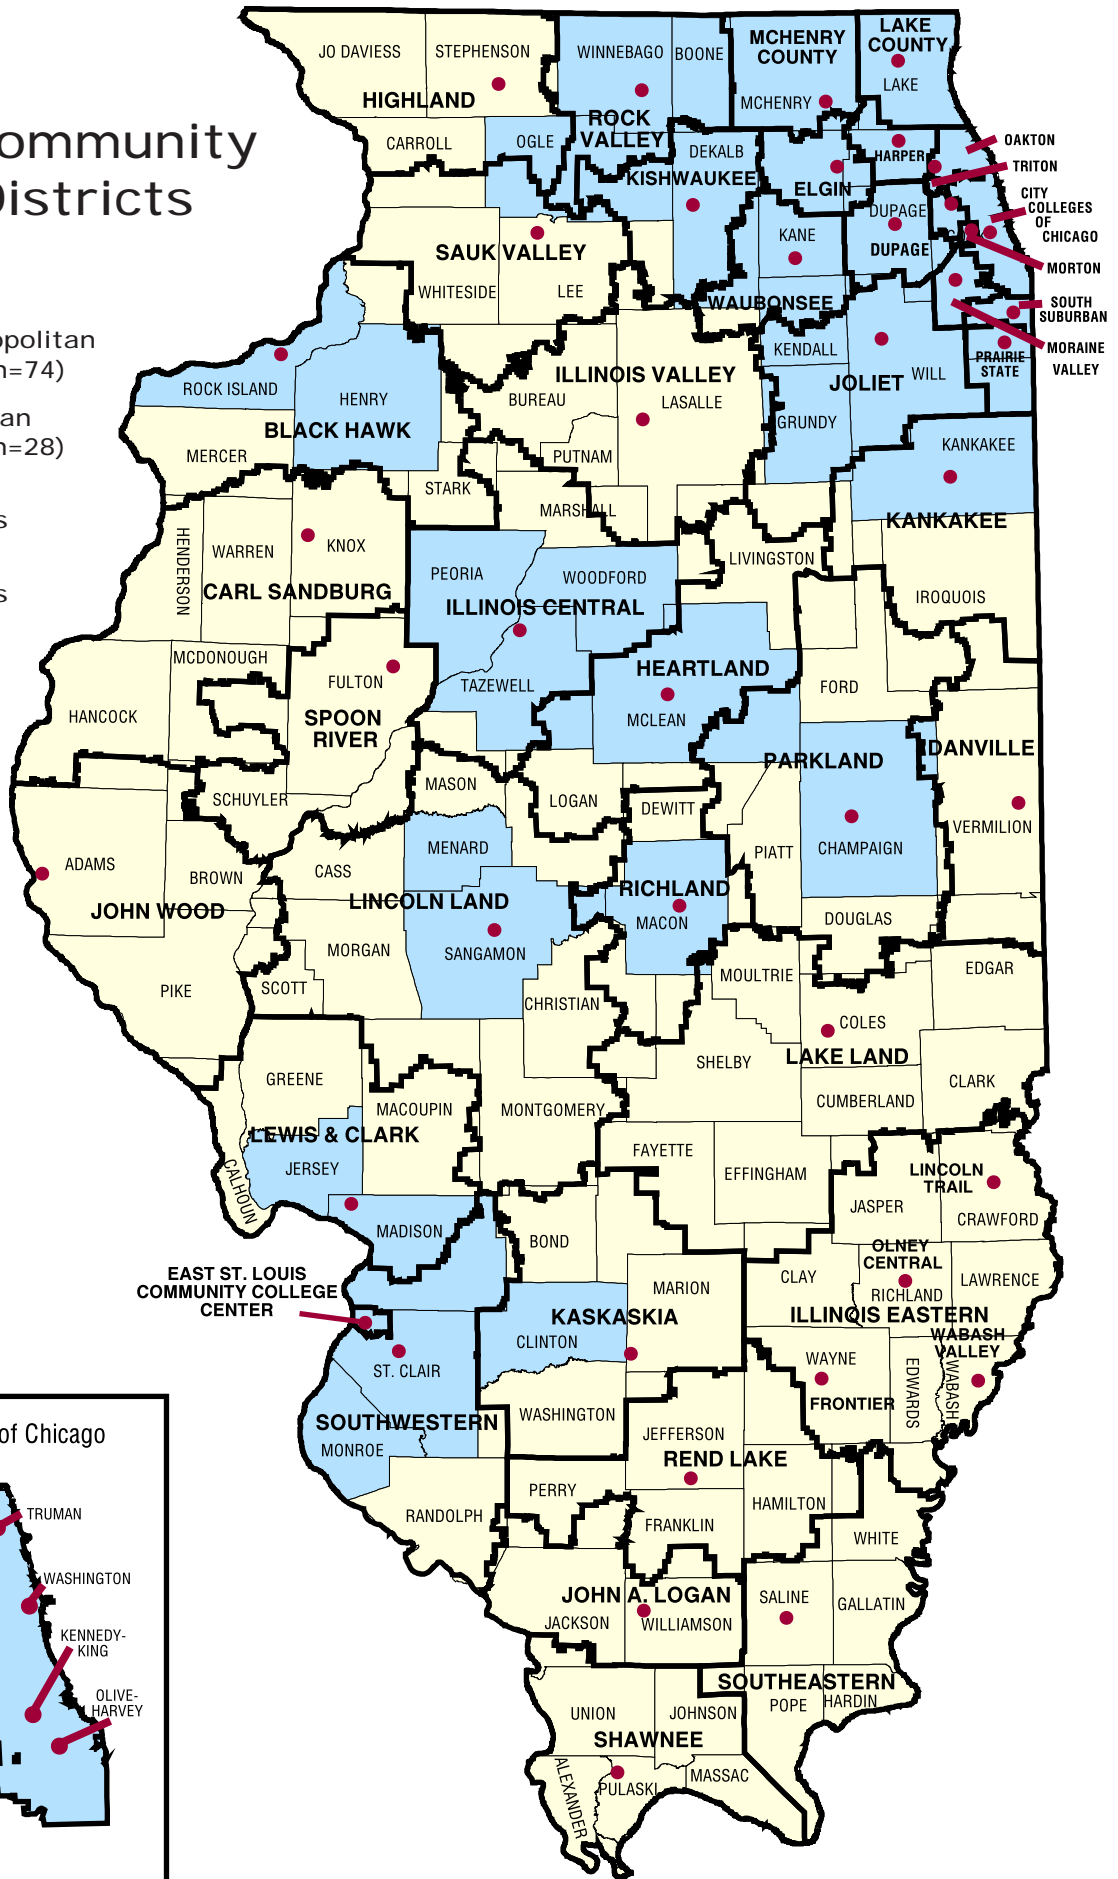 ommunity
istricts
opolitan
n=74)
an
n=28)
s
s
JO DAVIESS
STEPHENSON
HIGHLAND
CARROLL
WINNEBAGO
BOONE
ROCK
VALLEY
OGLE
MCHENRY
COUNTY
MCHENRY
LAKE
COUNTY
LAKE
DEKALB
KISHWAUKEE
ELGIN
HARPER
OAKTON
TRITON
CITY
COLLEGES
OF
CHICAGO
MORTON
SOUTH
SUBURBAN
MORAINE
VALLEY
PRAIRIE
STATE
DUPAGE
DUPAGE
KANE
WAUBONSEE
SAUK VALLEY
WHITESIDE
LEE
KENDALL
JOLIET
WILL
GRUNDY
ILLINOIS VALLEY
BUREAU
LASALLE
PUTNAM
MARSHALL
ROCK ISLAND
HENRY
BLACK HAWK
MERCER
STARK
KANKAKEE
KANKAKEE
HENDERSON
WARREN
KNOX
CARL SANDBURG
PEORIA
WOODFORD
ILLINOIS CENTRAL
TAZEWELL
LIVINGSTON
IROQUOIS
HEARTLAND
MCLEAN
FORD
MCDONOUGH
HANCOCK
FULTON
SPOON
RIVER
SCHUYLER
MASON
LOGAN
DEWITT
PARKLAND
DANVILLE
CHAMPAIGN
VERMILION
PIATT
DOUGLAS
ADAMS
BROWN
JOHN WOOD
PIKE
CASS
MENARD
LINCOLN LAND
MORGAN
SANGAMON
SCOTT
CHRISTIAN
RICHLAND
MACON
MOULTRIE
EDGAR
COLES
LAKE LAND
SHELBY
CUMBERLAND
CLARK
GREENE
MACOUPIN
MONTGOMERY
LEWIS & CLARK
JERSEY
CALHOUN
FAYETTE
EFFINGHAM
LINCOLN
TRAIL
JASPER
CRAWFORD
MADISON
BOND
OLNEY
CENTRAL
CLAY
RICHLAND
LAWRENCE
ILLINOIS EASTERN
WABASH
VALLEY
EAST ST. LOUIS
COMMUNITY COLLEGE
CENTER
MARION
KASKASKIA
CLINTON
ST. CLAIR
WAYNE
FRONTIER
EDWARDS
WABASH
WASHINGTON
SOUTHWESTERN
MONROE
JEFFERSON
REND LAKE
RANDOLPH
PERRY
HAMILTON
FRANKLIN
WHITE
JOHN A. LOGAN
JACKSON
WILLIAMSON
SALINE
GALLATIN
SOUTHEASTERN
POPE
HARDIN
UNION
JOHNSON
SHAWNEE
ALEXANDER
PULASKI
MASSAC
of Chicago
TRUMAN
WASHINGTON
KENNEDY-
KING
OLIVE-
HARVEY